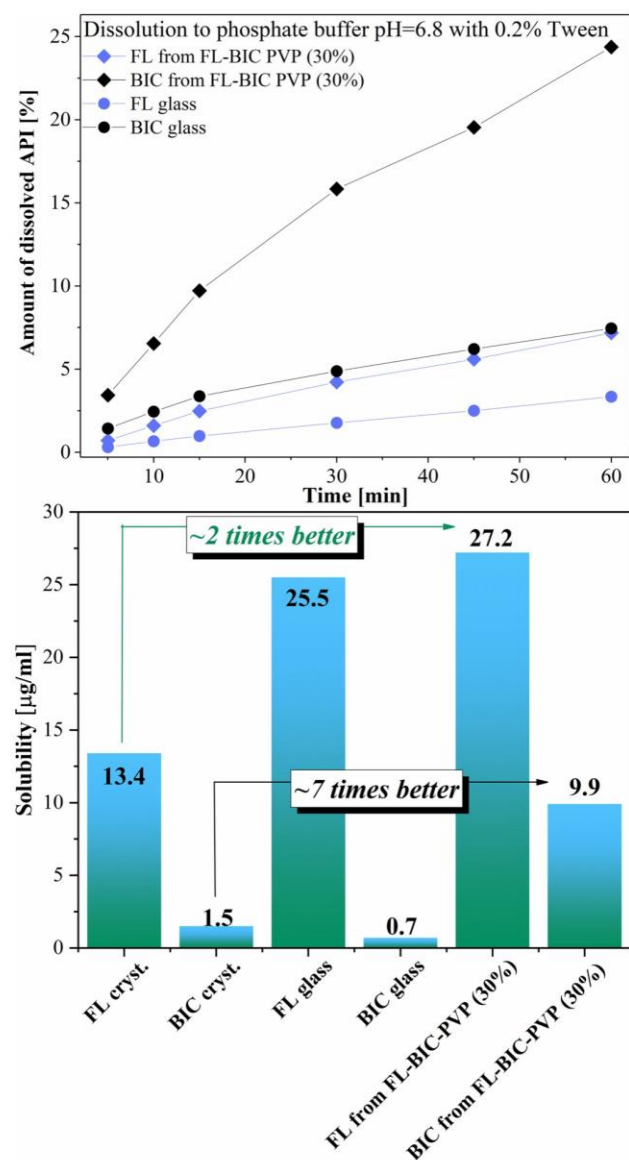 Dissolution to phosphate buffer pH=6.8 with 0.2% Tween
FL from FL-BIC PVP (30%)
BIC from FL-BIC PVP (30%)
FL glass
BIC glass
Amount of dissolved API [%]
25
20
15
10
5
0
10
20
30
40
50
60
Time [min]
Solubility [µg/ml]
30
25
20
15
10
5
0
~2 times better
27.2
25.5
13.4
~7 times better
9.9
1.5
0.7
FL cryst.
BIC cryst.
FL glass
BIC glass
FL from FL-BIC-PVP (30%)
BIC from FL-BIC-PVP (30%)